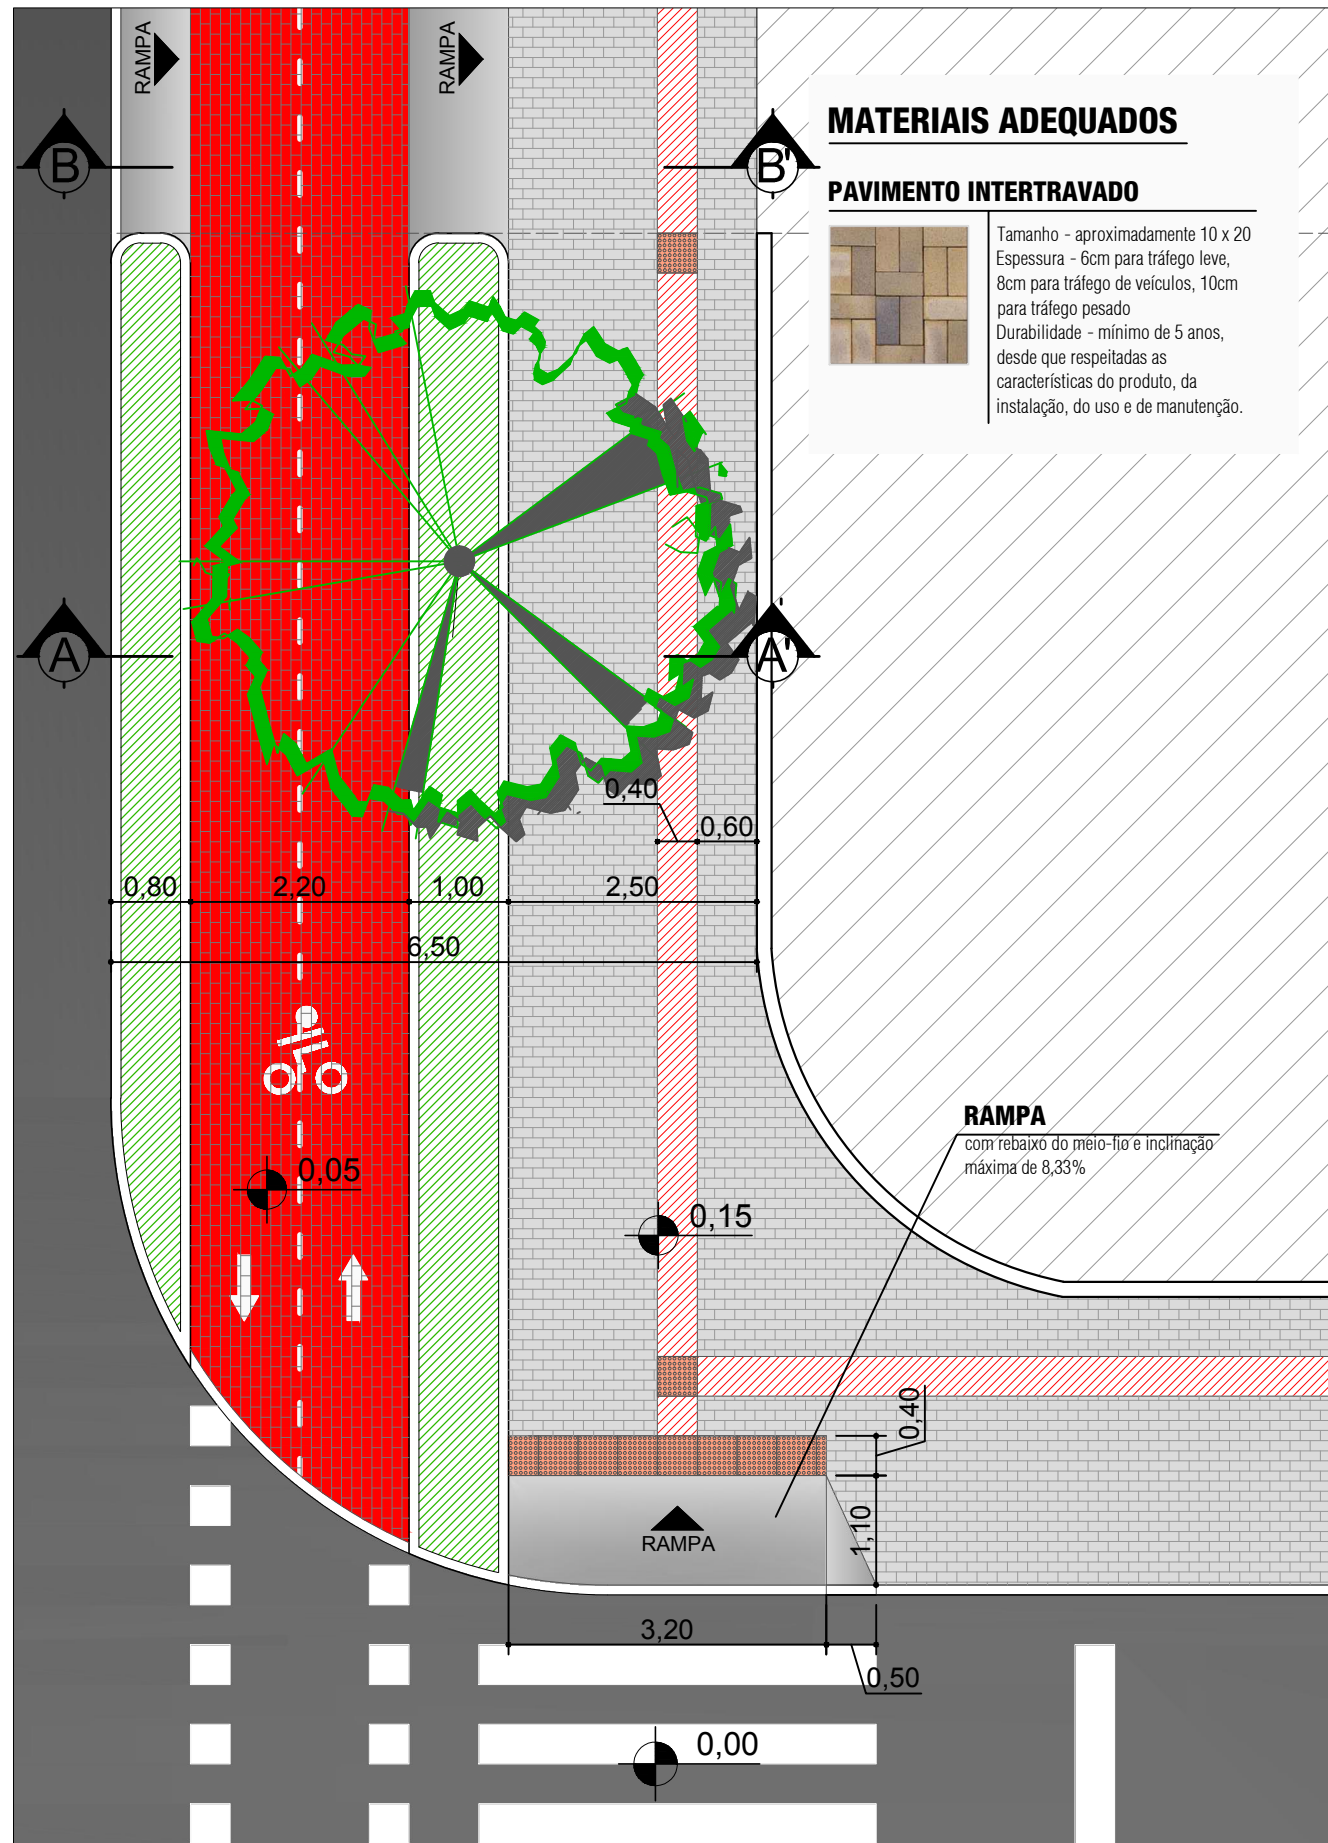 RAMPA
RAMPA
B
B'
MATERIAIS ADEQUADOS
PAVIMENTO INTERTRAVADO
Tamanho - aproximadamente 10 x 20
Espessura - 6cm para tráfego leve,
8cm para tráfego de veículos, 10cm
para tráfego pesado
Durabilidade - mínimo de 5 anos,
desde que respeitadas as
características do produto, da
instalação, do uso e de manutenção.
A
A'
0,40
0,60
0,80
2,20
1,00
2,50
6,50
RAMPA
com rebaixo do meio-fio e inclinação
máxima de 8,33%
0,05
0,15
0,40
1,10
RAMPA
3,20
0,50
0,00